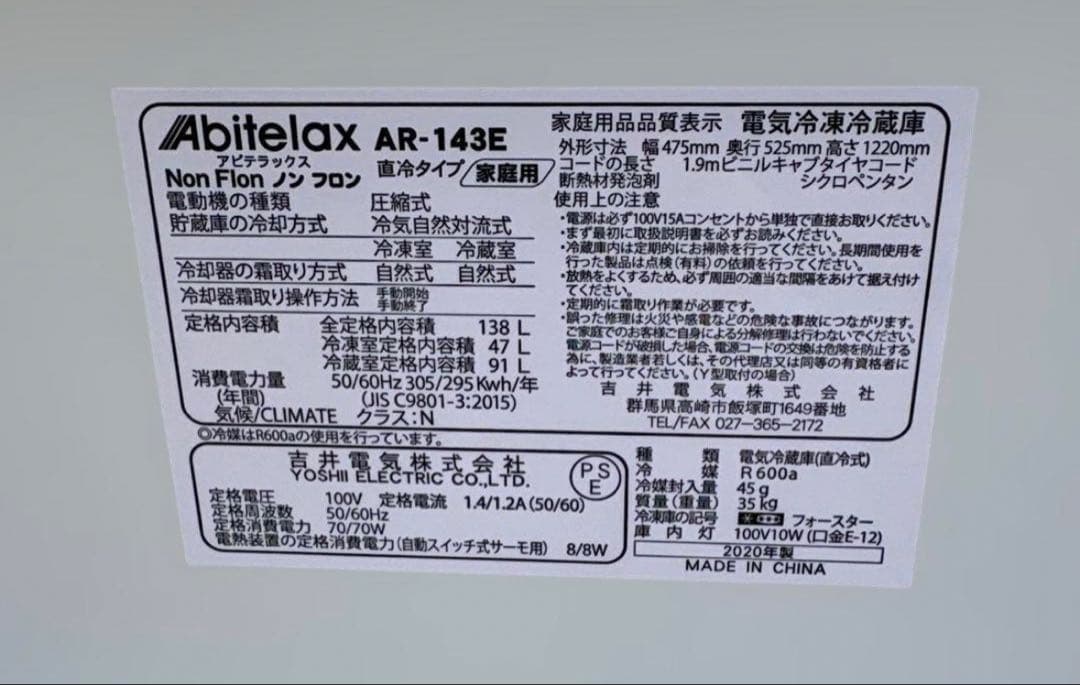 Abitelax AR-143E
アビテラックス
Non Flon ノン フロン
直冷タイプ 家庭用
電動機の種類 圧縮式
貯蔵庫の冷却方式 冷気自然対流式
冷凍室 冷蔵室
冷却器の霜取り方式 自然式 自然式
冷却器霜取り操作方法 手動開始
手動終了
定格内容積 全定格内容積 138 L
冷凍室定格内容積 47 L
冷蔵室定格内容積 91 L
消費電力量 50/60Hz 305/295Kwh/年
(年間) (JIS C9801-3:2015)
気候/CLIMATE クラス:N
◎冷媒はR600aの使用を行っています。
家庭用品品質表示 電気冷凍冷蔵庫
外形寸法 幅 475mm 奥行 525mm 高さ 1220mm
コードの長さ 1.9mビニルキャブタイヤコード
断熱材発泡剤 シクロペンタン
使用上の注意
・電源は必ず100V15Aコンセントから単独で直接お取りください。
・まず最初に取扱説明書を必ずお読みください。
・冷蔵庫内は定期的にお掃除を行ってください。長期間使用を
行った製品は点検(有料)の依頼を行ってください。
・放熱をよくするため、必ず周囲の適当な間隔をあけて据え付け
てください。
・定期的に霜取り作業が必要です。
・誤った修理は火災や感電などの危険な事故につながります。
ご家庭でのお客様ご自身による分解修理は行わないでください。
電源コードが破損した場合、電源コードの交換は危険を防止する
為に、製造業者若しくは、その代理店又は同等の有資格者に
よって行ってください。(Y型取付の場合)
吉井電気株式会社
群馬県高崎市飯塚町1649番地
TEL/FAX 027-365-2172
吉井電気株式会社
YOSHII ELECTRIC CO.,LTD.
PS
E
定格電圧 100V 定格電流 1.4/1.2A(50/60)
定格周波数 50/60Hz
定格消費電力 70/70W
電熱装置の定格消費電力(自動スイッチ式サーモ用) 8/8W
種類 電気冷蔵庫(直冷式)
冷媒 R600a
冷媒封入量 45g
質量(重量) 35kg
冷凍庫の記号 フォースター
庫内灯 100V10W(口金E-12)
2020年製
MADE IN CHINA